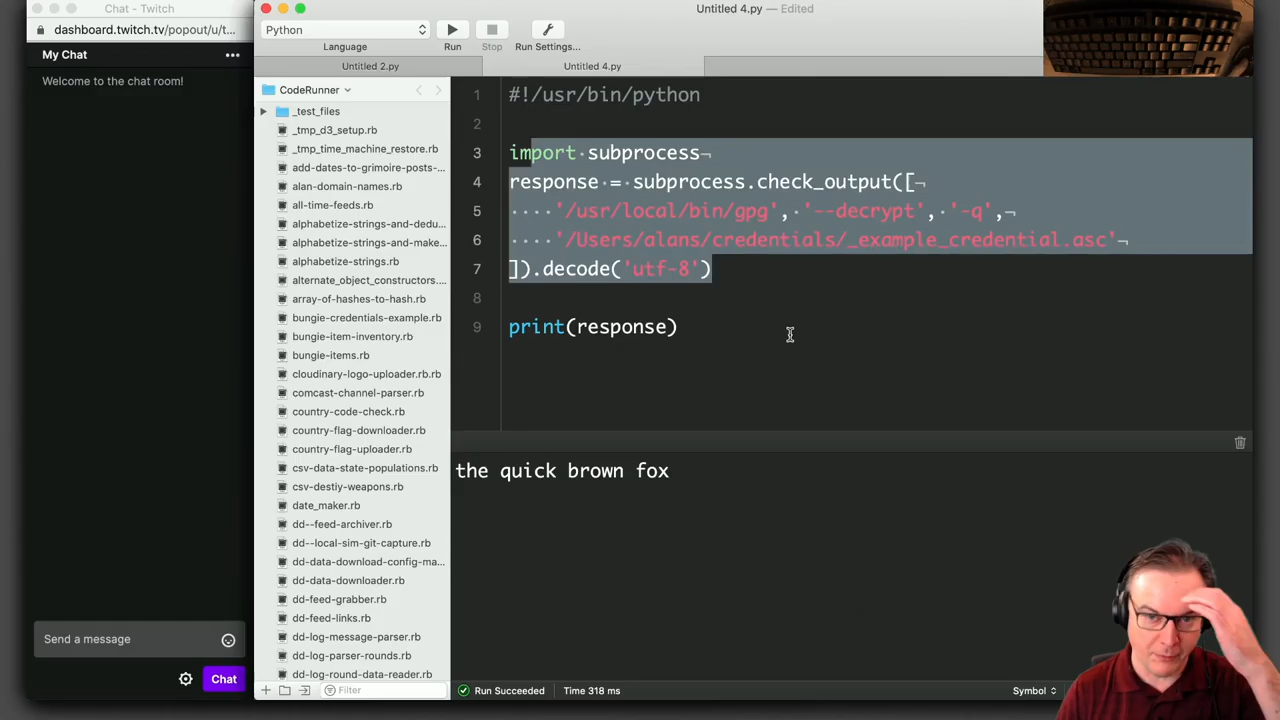 Chat - Twitch
dashboard.twitch.tv/popout/u/t...
My Chat
Welcome to the chat room!
Send a message
Chat
Untitled 4.py — Edited
Python
Language
Run
Stop
Run Settings...
Untitled 2.py
Untitled 4.py
CodeRunner
_test_files
_tmp_d3_setup.rb
_tmp_time_machine_restore.rb
add-dates-to-grimoire-posts-...
alan-domain-names.rb
all-time-feeds.rb
alphabetize-strings-and-dedu...
alphabetize-strings-and-make...
alphabetize-strings.rb
alternate_object_constructors....
array-of-hashes-to-hash.rb
bungie-credentials-example.rb
bungie-item-inventory.rb
bungie-items.rb
cloudinary-logo-uploader.rb.rb
comcast-channel-parser.rb
country-code-check.rb
country-flag-downloader.rb
country-flag-uploader.rb
csv-data-state-populations.rb
csv-destiy-weapons.rb
date_maker.rb
dd--feed-archiver.rb
dd--local-sim-git-capture.rb
dd-data-download-config-ma...
dd-data-downloader.rb
dd-feed-grabber.rb
dd-feed-links.rb
dd-log-message-parser.rb
dd-log-parser-rounds.rb
dd-log-round-data-reader.rb
Filter
1 #!/usr/bin/python
2
3 import·subprocess¬
4 response·=·subprocess.check_output([¬
5 ····'/usr/local/bin/gpg',·'--decrypt',·'-q',¬
6 ····'/Users/alans/credentials/_example_credential.asc'¬
7 ]).decode('utf-8')
8
9 print(response)
the quick brown fox
Run Succeeded
Time 318 ms
Symbol